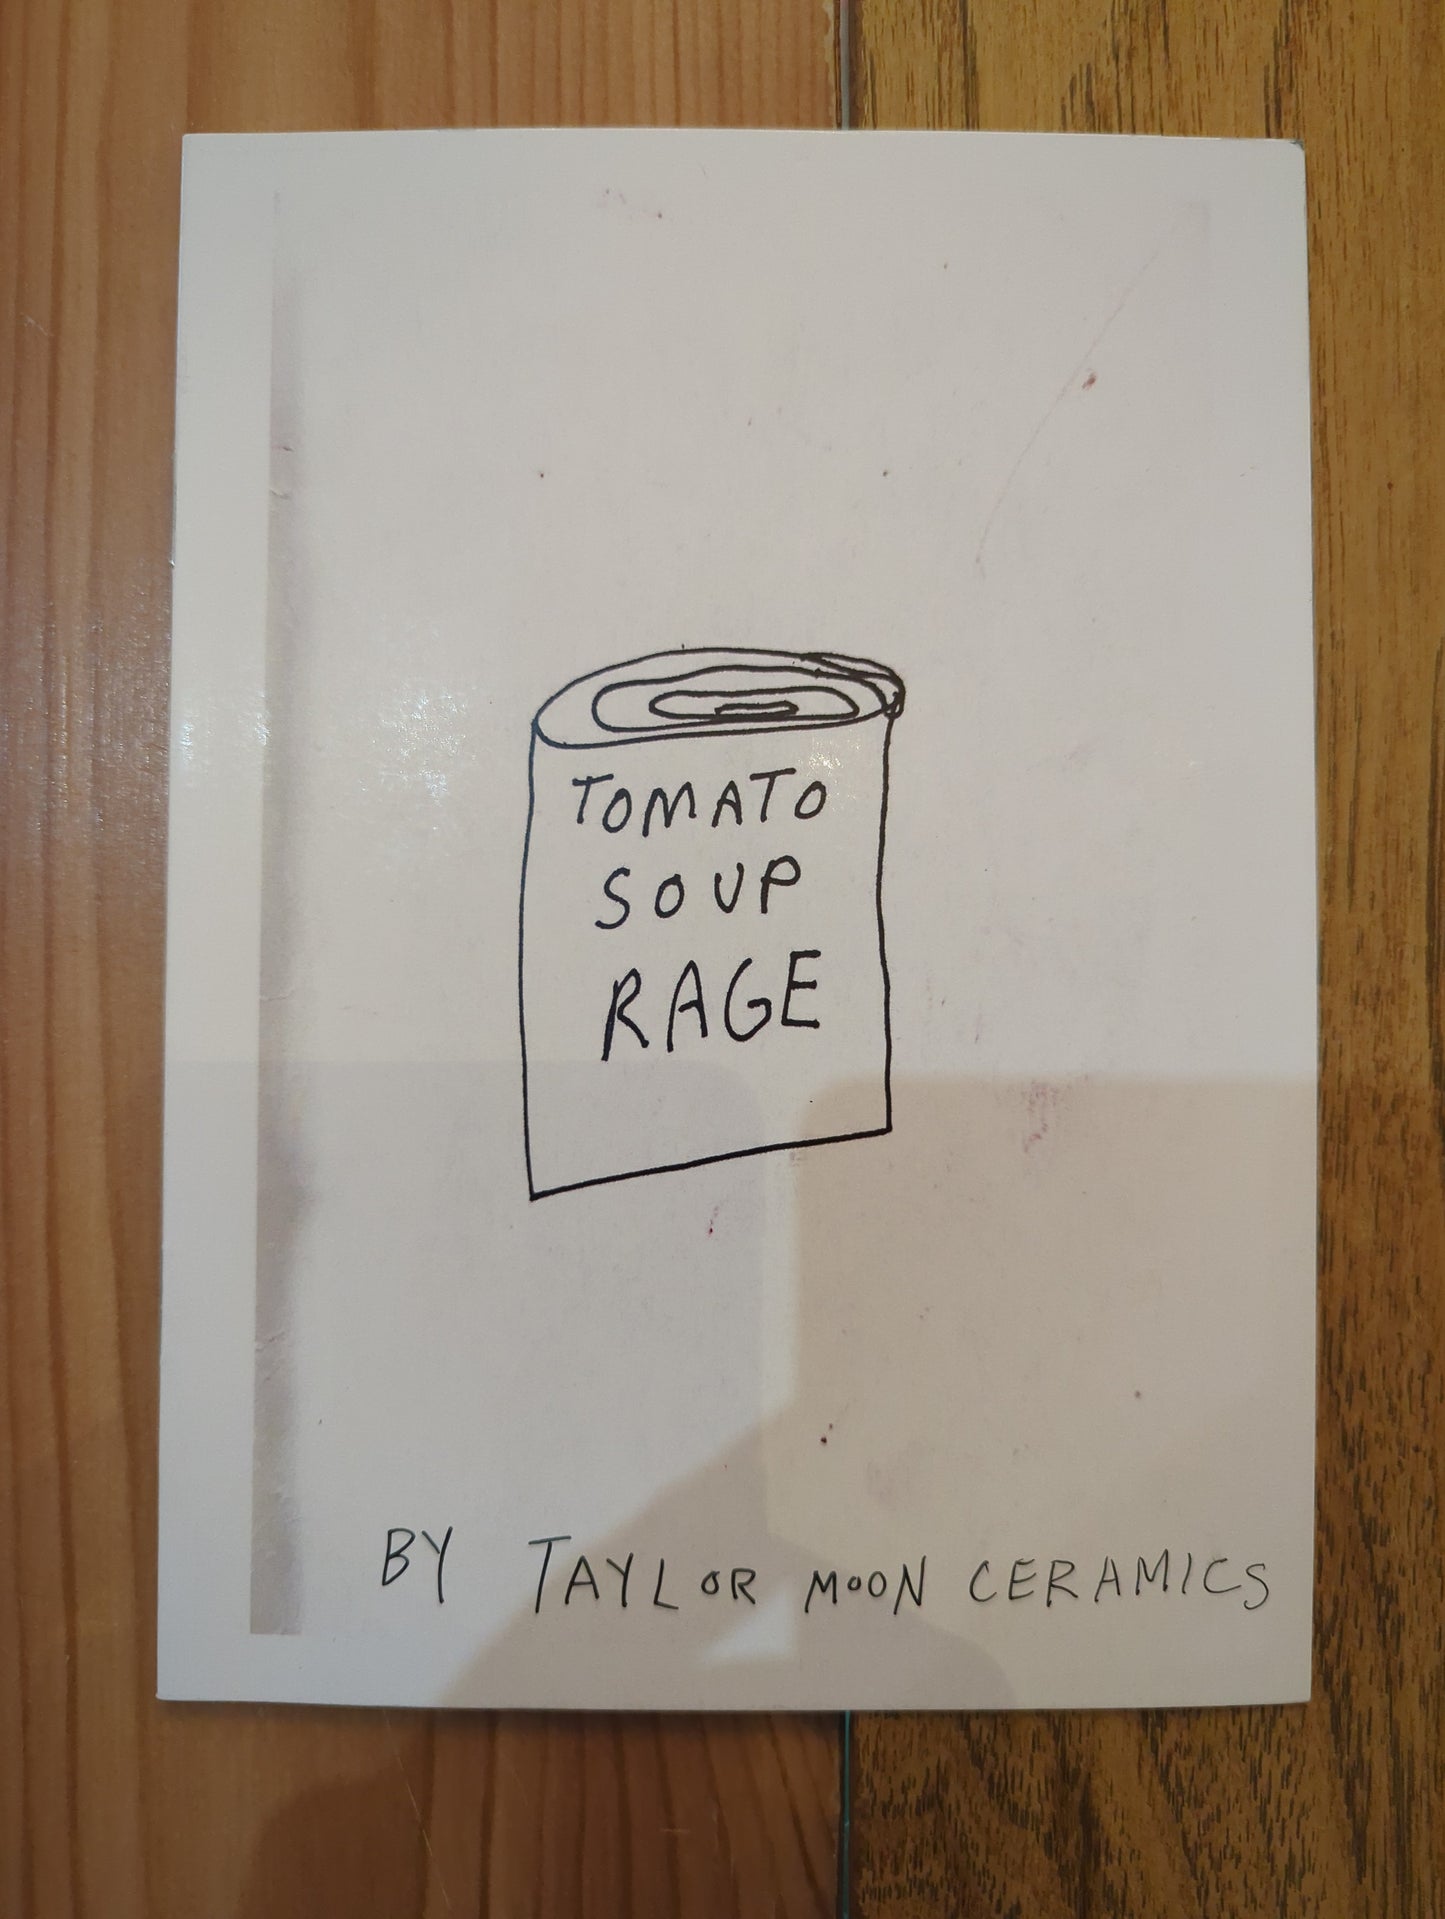 TOMATO
SOUP
RAGE
BY TAYLOR MOON CERAMICS